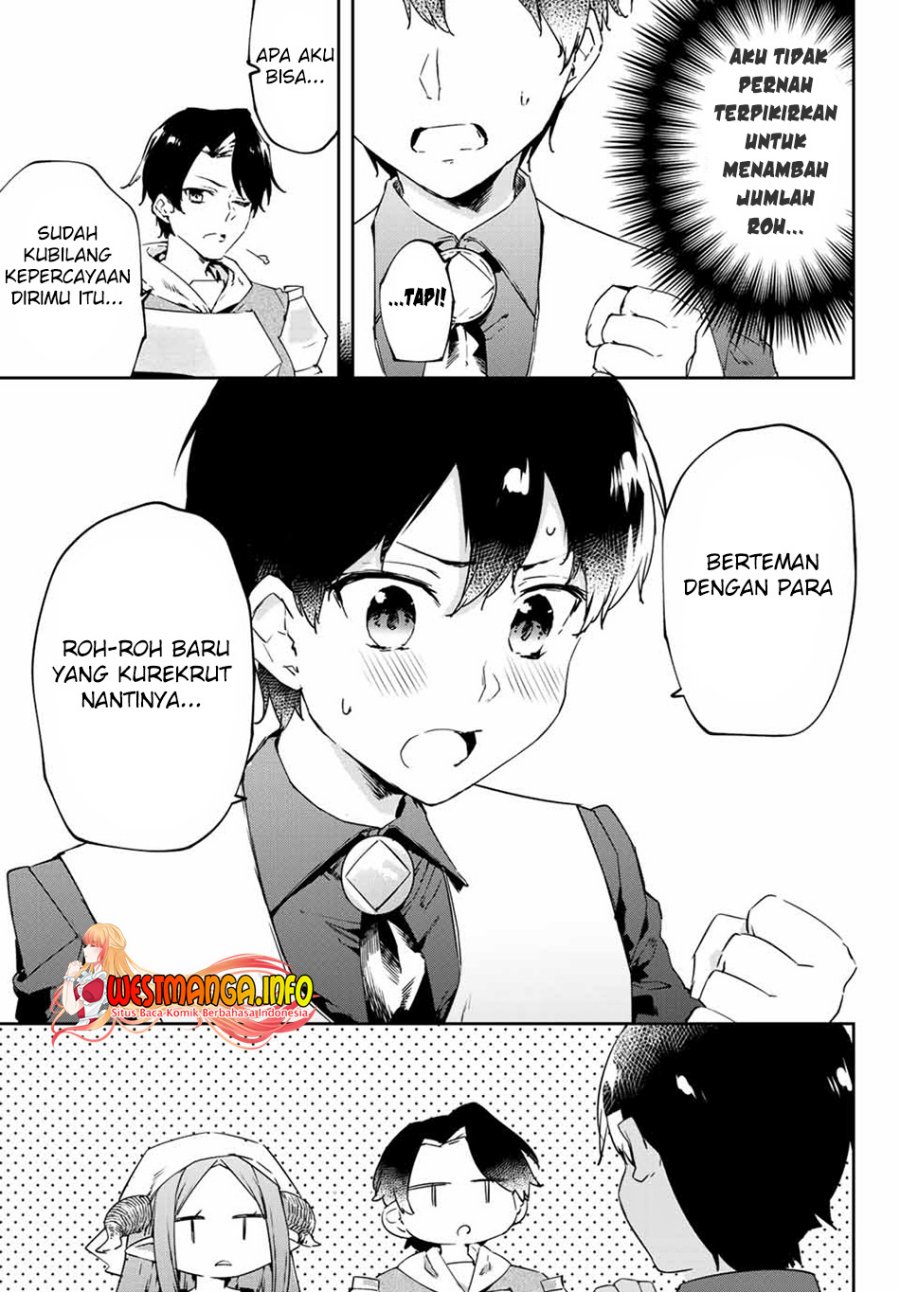 AKU TIDAK
PERNAH
TERPIKIRKAN
UNTUK
MENAMBAH
JUMLAH
ROH...
...TAPI!
APA AKU
BISA...
SUDAH
KUBILANG
KEPERCAYAAN
DIRIMU ITU...
BERTEMAN
DENGAN PARA
ROH-ROH BARU
YANG KUREKRUT
NANTINYA...
WESTMANGA.INFO
Situs Baca Komik Berbahasa Indonesia